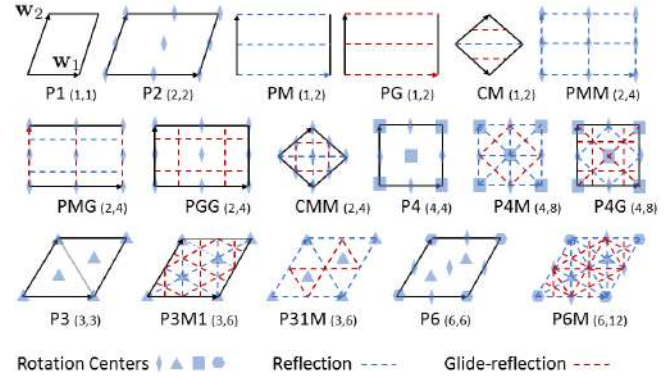 w₂
w₁
P1 (1,1) P2 (2,2) PM (1,2) PG (1,2) CM (1,2) PMM (2,4)
PMG (2,4) PGG (2,4) CMM (2,4) P4 (4,4) P4M (4,8) P4G (4,8)
P3 (3,3) P3M1 (3,6) P31M (3,6) P6 (6,6) P6M (6,12)
Rotation Centers Reflection Glide-reflection